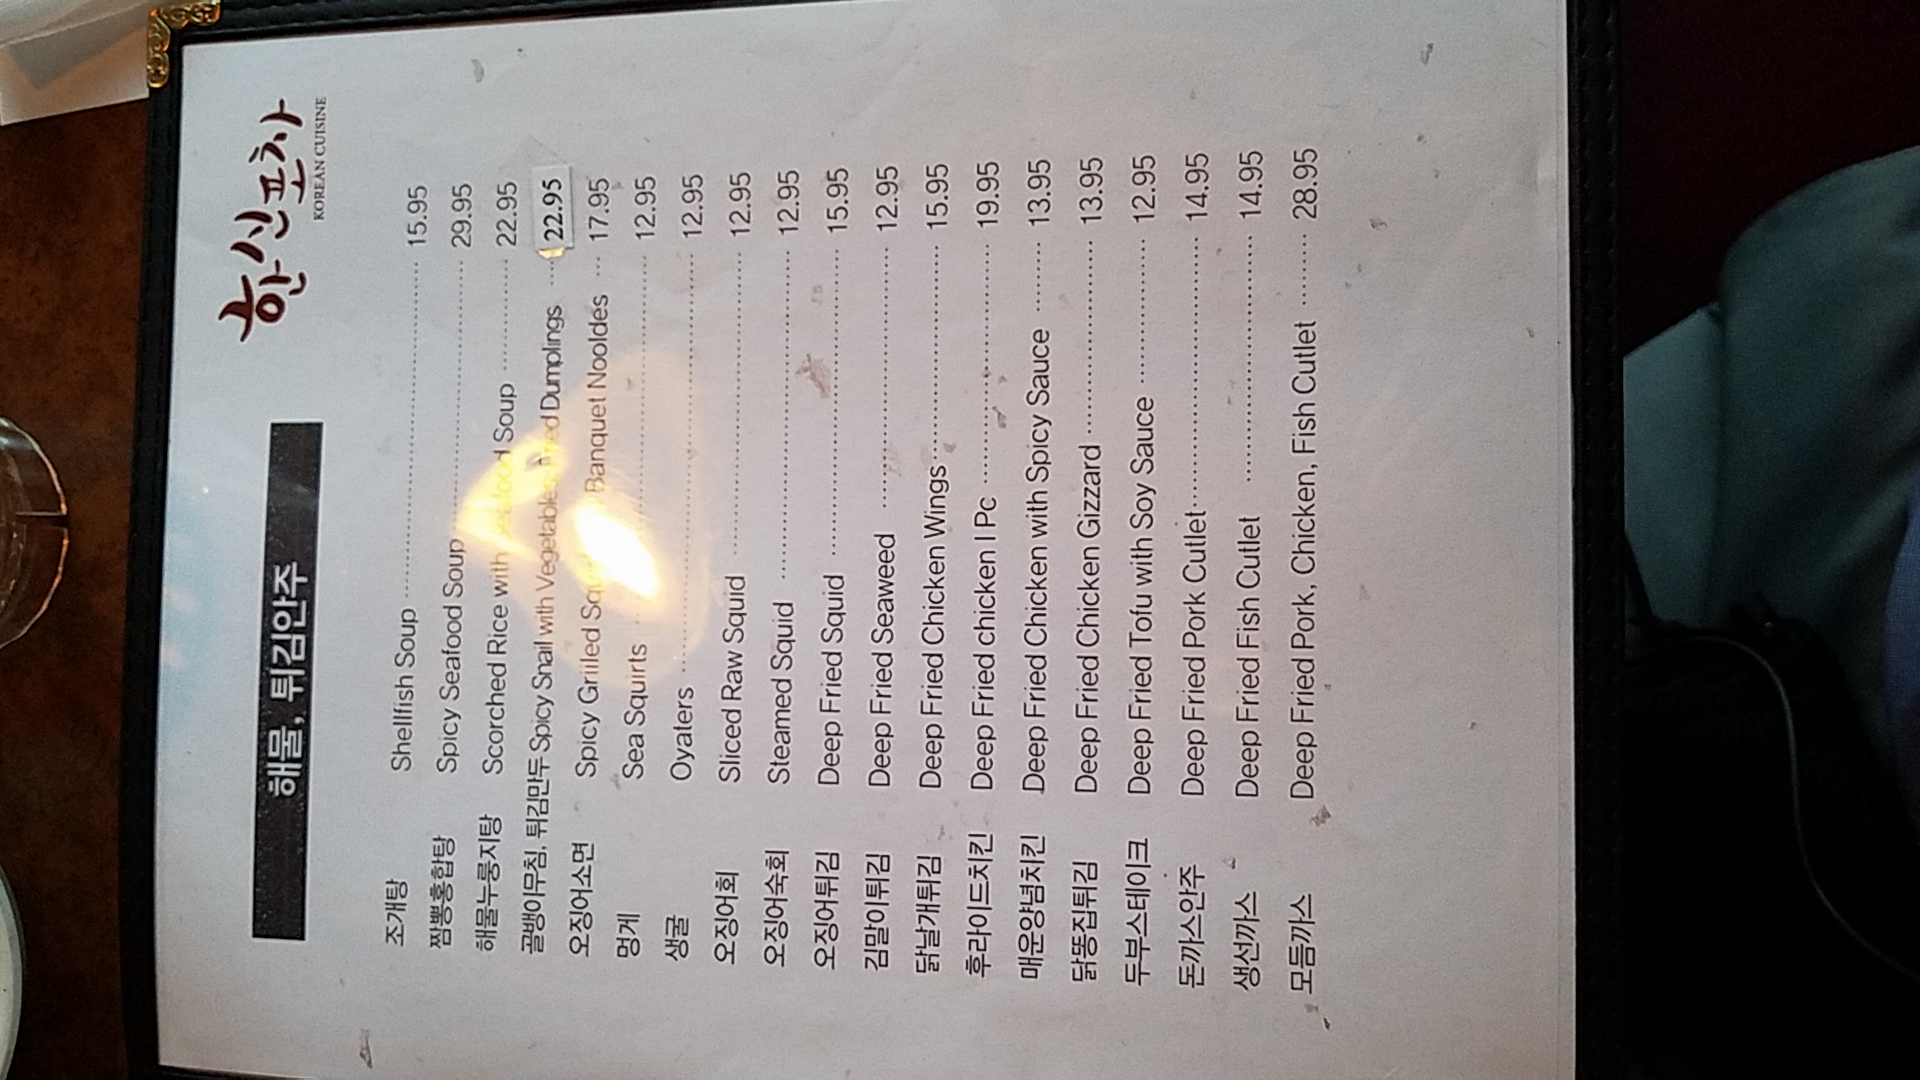 한신포차
KOREAN CUISINE
해물, 튀김안주
조개탕 Shellfish Soup 15.95
짬뽕홍합탕 Spicy Seafood Soup 29.95
해물누룽지탕 Scorched Rice with Seafood Soup 22.95
골뱅이무침, 튀김만두 Spicy Snail with Vegetables, Fried Dumplings 22.95
오징어소면 Spicy Griiled Banquet Nooldes 17.95
멍게 Sea Squirts 12.95
생굴 Oyaters 12.95
오징어회 Sliced Raw Squid 12.95
오징어숙회 Steamed Squid 12.95
오징어튀김 Deep Fried Squid 15.95
김말이튀김 Deep Fried Seaweed 12.95
닭날개튀김 Deep Fried Chicken Wings 15.95
후라이드치킨 Deep Fried chicken I Pc 19.95
매운양념치킨 Deep Fried Chicken with Spicy Sauce 13.95
닭똥집튀김 Deep Fried Chicken Gizzard 13.95
두부스테이크 Deep Fried Tofu with Soy Sauce 12.95
돈까스안주 Deep Fried Pork Cutlet 14.95
생선까스 Deep Fried Fish Cutlet 14.95
모듬까스 Deep Fried Pork, Chicken, Fish Cutlet 28.95